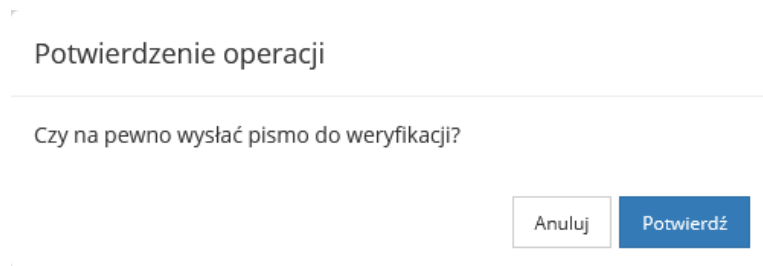 Potwierdzenie operacji
Czy na pewno wysłać pismo do weryfikacji?
Anuluj
Potwierdź